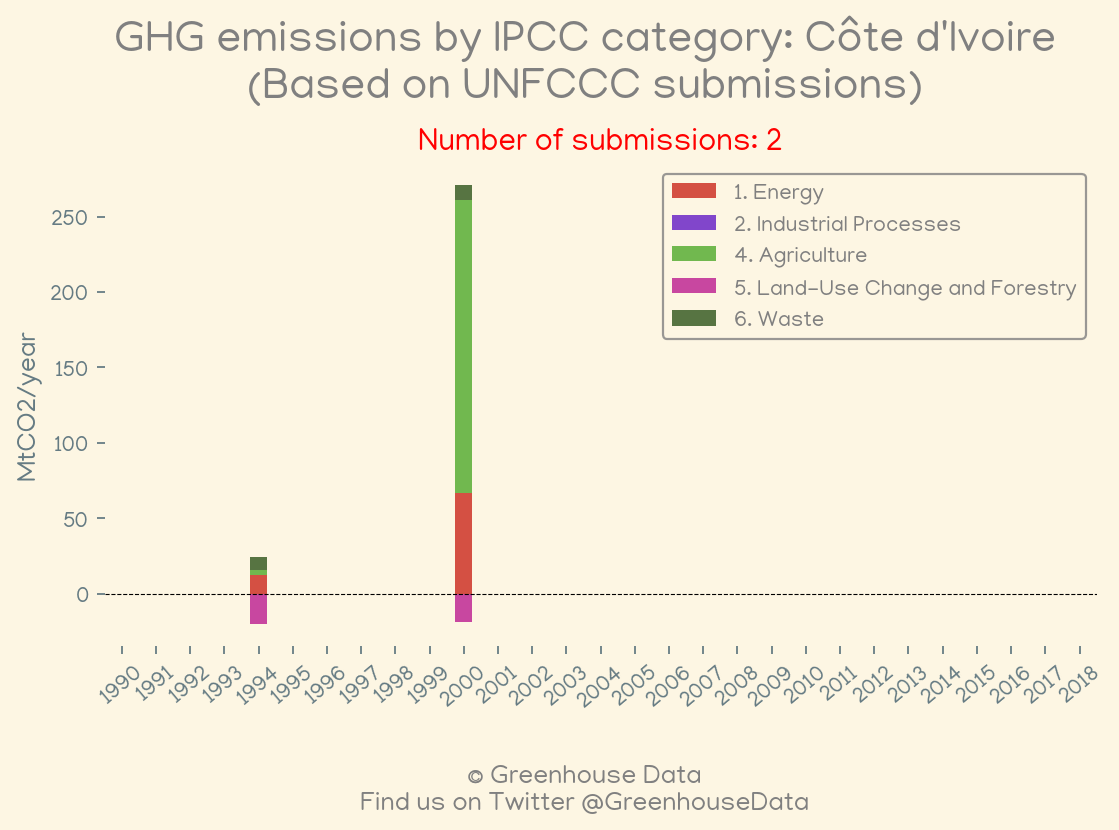 GHG emissions by IPCC category: Côte d'Ivoire
(Based on UNFCCC submissions)
Number of submissions: 2
1. Energy
2. Industrial Processes
4. Agriculture
5. Land-Use Change and Forestry
6. Waste
MtCO2/year
250
200
150
100
50
0
1990 1991 1992 1993 1994 1995 1996 1997 1998 1999 2000 2001 2002 2003 2004 2005 2006 2007 2008 2009 2010 2011 2012 2013 2014 2015 2016 2017 2018
© Greenhouse Data
Find us on Twitter @GreenhouseData